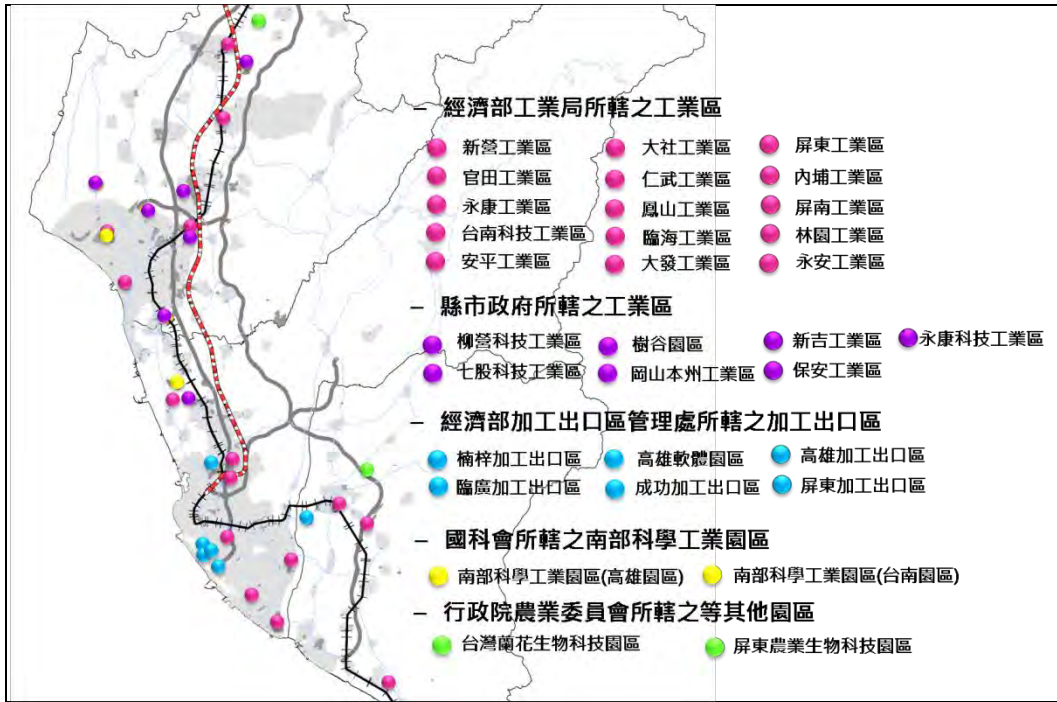 – 經濟部工業局所轄之工業區
新營工業區 大社工業區 屏東工業區
官田工業區 仁武工業區 內埔工業區
永康工業區 鳳山工業區 屏南工業區
台南科技工業區 臨海工業區 林園工業區
安平工業區 大發工業區 永安工業區
– 縣市政府所轄之工業區
柳營科技工業區 樹谷園區 新吉工業區 永康科技工業區
七股科技工業區 岡山本州工業區 保安工業區
– 經濟部加工出口區管理處所轄之加工出口區
楠梓加工出口區 高雄軟體園區 高雄加工出口區
臨廣加工出口區 成功加工出口區 屏東加工出口區
– 國科會所轄之南部科學工業園區
南部科學工業園區(高雄園區) 南部科學工業園區(台南園區)
– 行政院農業委員會所轄之等其他園區
台灣蘭花生物科技園區 屏東農業生物科技園區